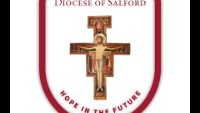 DIOCESE OF SALFORD
HOPE IN THE FUTURE